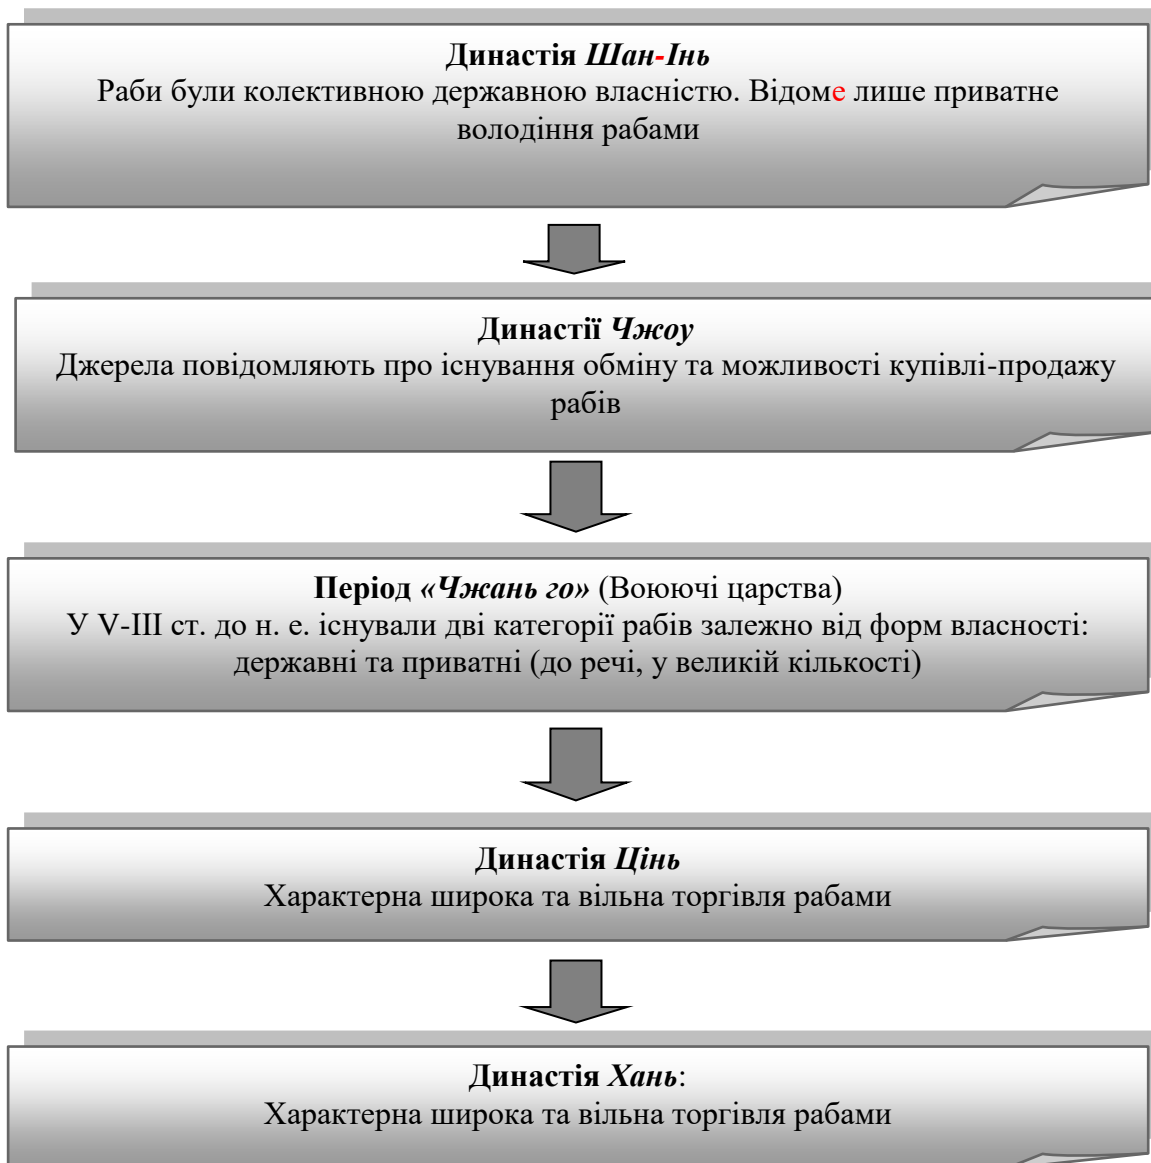 Династія Шан-Інь
Раби були колективною державною власністю. Відоме лише приватне
володіння рабами
Династії Чжоу
Джерела повідомляють про існування обміну та можливості купівлі-продажу
рабів
Період «Чжань го» (Воюючі царства)
У V-III ст. до н. е. існували дві категорії рабів залежно від форм власності:
державні та приватні (до речі, у великій кількості)
Династія Цінь
Характерна широка та вільна торгівля рабами
Династія Хань:
Характерна широка та вільна торгівля рабами